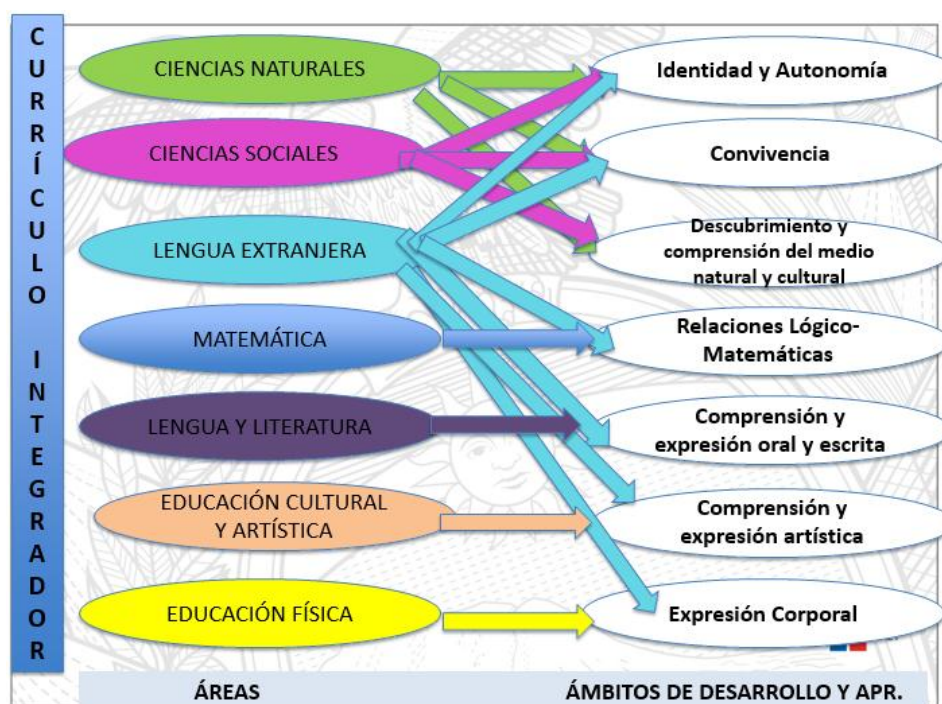 CURRÍCULO INTEGRADOR
CIENCIAS NATURALES
Identidad y Autonomía
CIENCIAS SOCIALES
Convivencia
LENGUA EXTRANJERA
Descubrimiento y
comprensión del medio
natural y cultural
MATEMÁTICA
Relaciones Lógico-
Matemáticas
LENGUA Y LITERATURA
Comprensión y
expresión oral y escrita
EDUCACIÓN CULTURAL
Y ARTÍSTICA
Comprensión y
expresión artística
EDUCACIÓN FÍSICA
Expresión Corporal
ÁREAS
ÁMBITOS DE DESARROLLO Y APR.